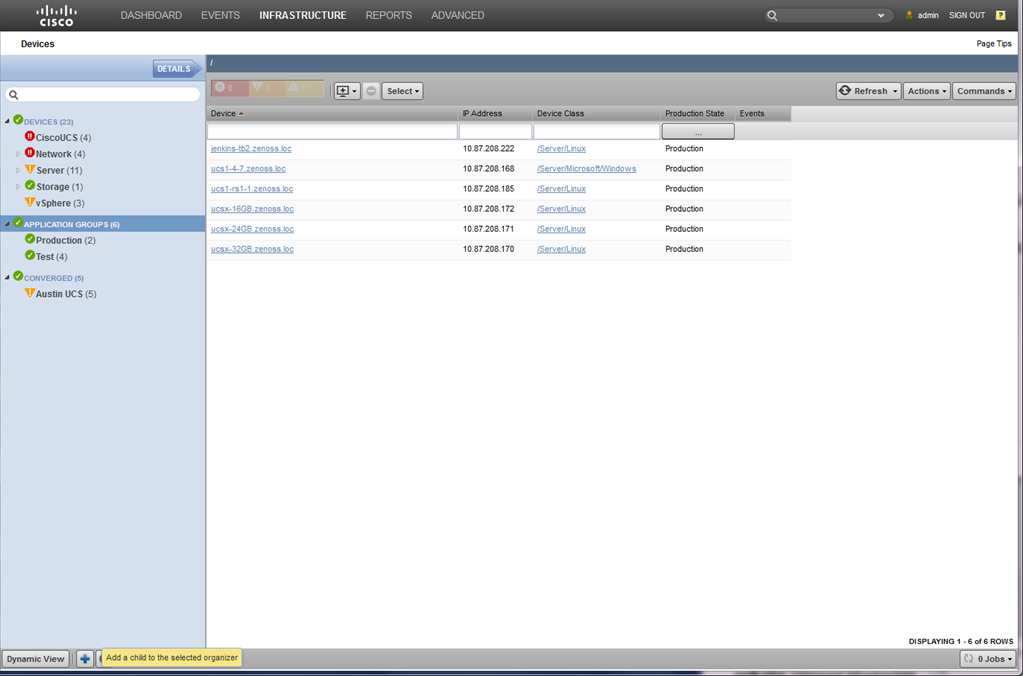 CISCO
DASHBOARD EVENTS INFRASTRUCTURE REPORTS ADVANCED admin SIGN OUT ?
Devices Page Tips
DETAILS /
0 0 0 Select Refresh Actions Commands
Device IP Address Device Class Production State Events
...
DEVICES (23)
CiscoUCS (4)
Network (4)
Server (11)
Storage (1)
vSphere (3)
APPLICATION GROUPS (6)
Production (2)
Test (4)
CONVERGED (5)
Austin UCS (5)
jenkins-tb2.zenoss.loc 10.87.208.222 /Server/Linux Production
ucs1-4-7.zenoss.loc 10.87.208.168 /Server/Microsoft/Windows Production
ucs1-rs1-1.zenoss.loc 10.87.208.185 /Server/Linux Production
ucsx-16GB.zenoss.loc 10.87.208.172 /Server/Linux Production
ucsx-24GB.zenoss.loc 10.87.208.171 /Server/Linux Production
ucsx-32GB.zenoss.loc 10.87.208.170 /Server/Linux Production
DISPLAYING 1 - 6 of 6 ROWS
Dynamic View Add a child to the selected organizer 0 Jobs